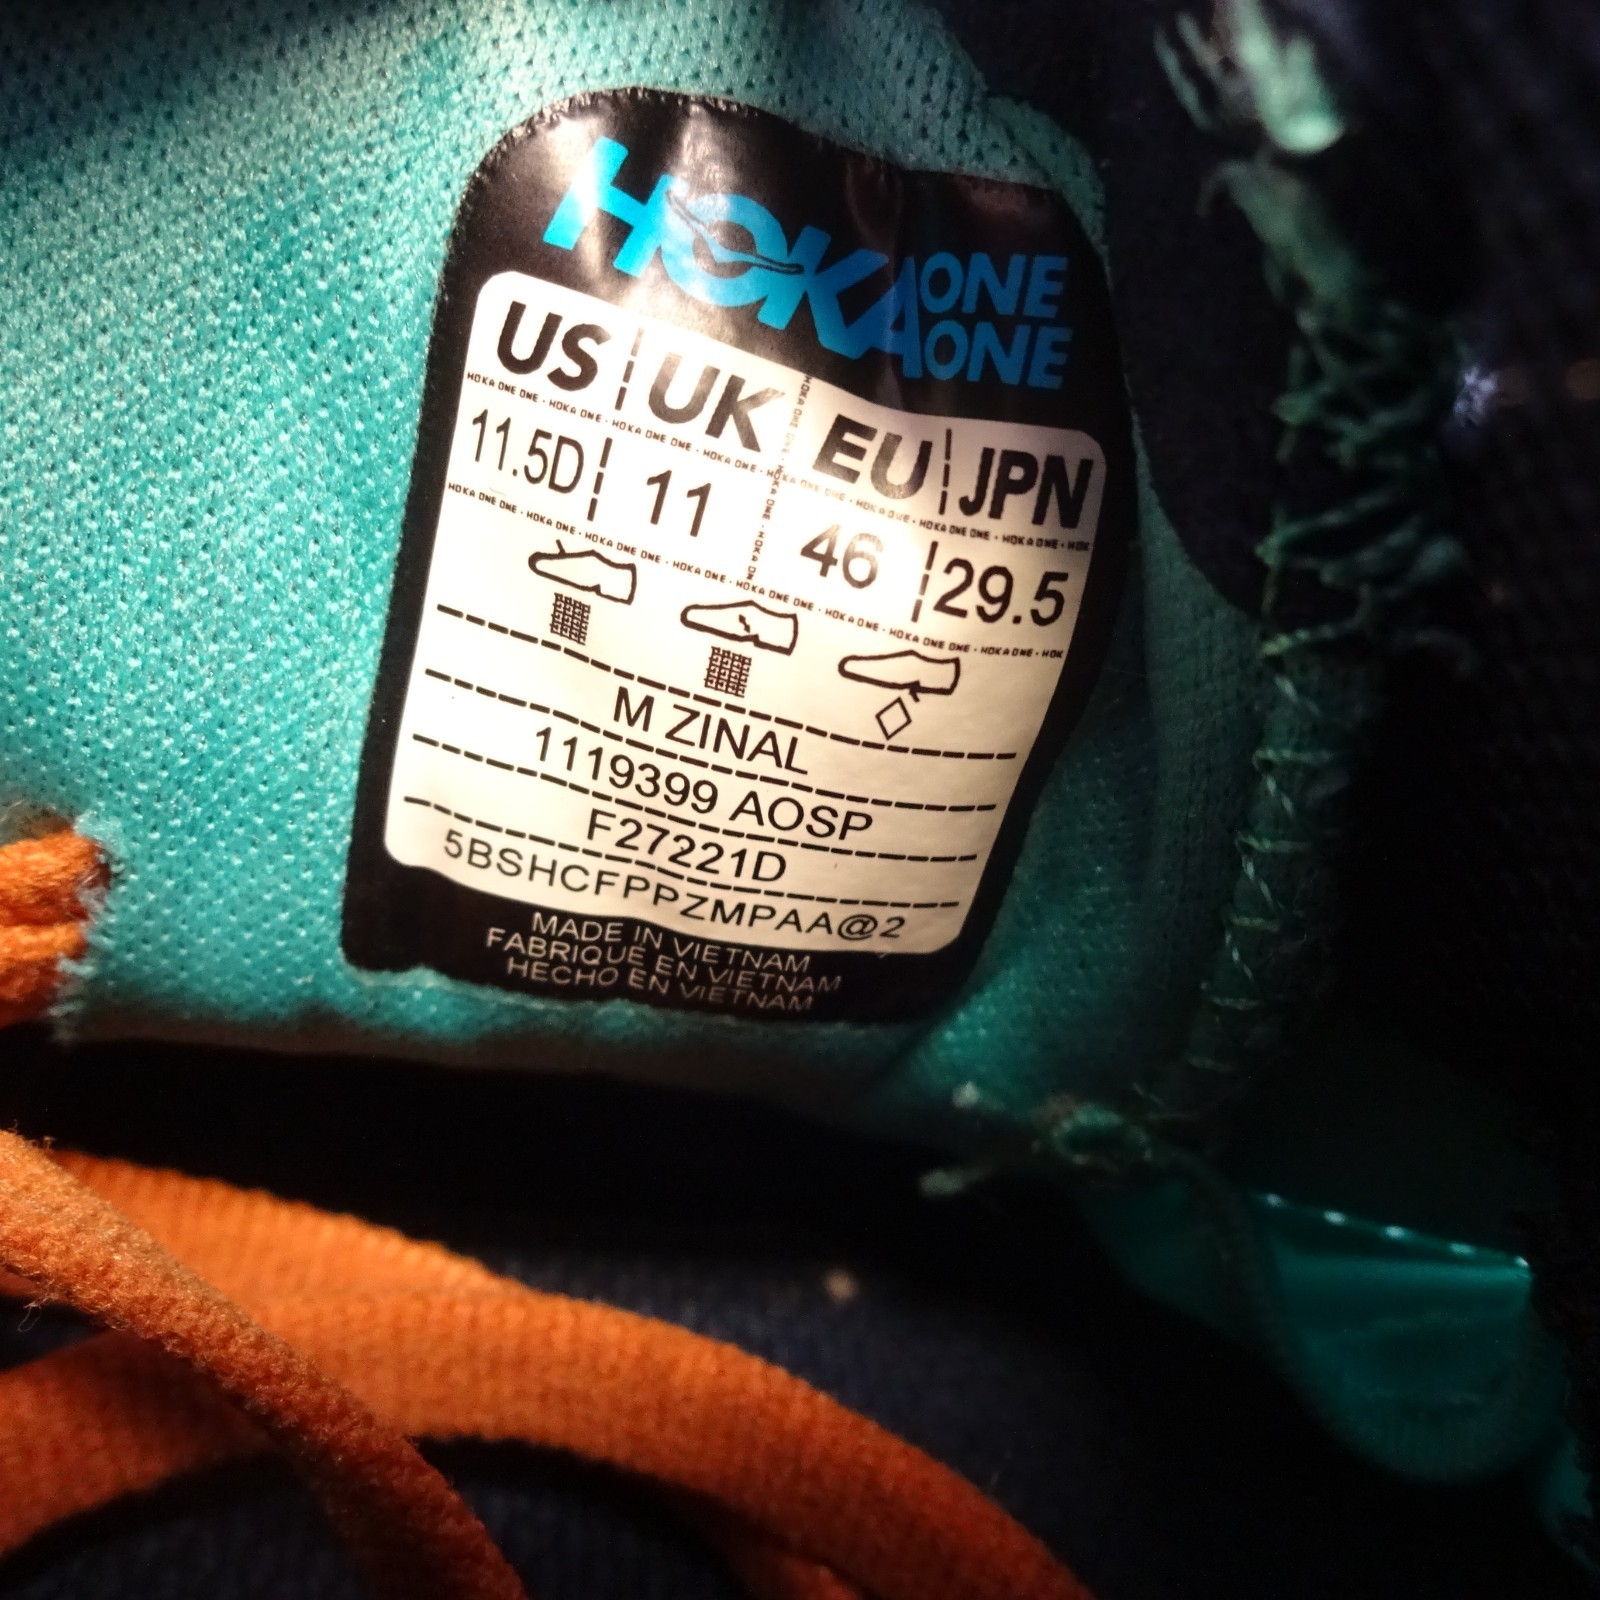 HOKA ONE ONE
US UK EU JPN
11.5D 11 46 29.5
M ZINAL
1119399 AOSP
F27221D
5BSHCFPPZMPAA@2
MADE IN VIETNAM
FABRIQUE EN VIETNAM
HECHO EN VIETNAM